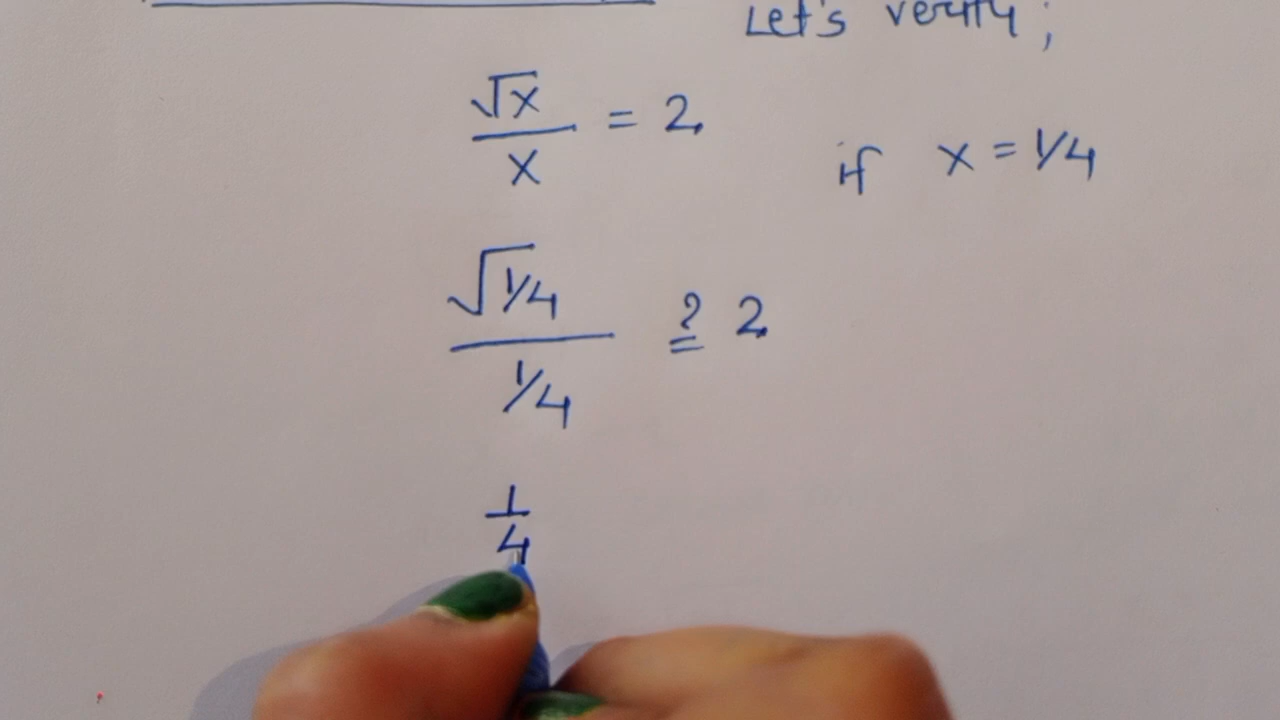 Let's verify;
√x/x = 2
if x = 1/4
√1/4 / 1/4 ≟ 2
1/4